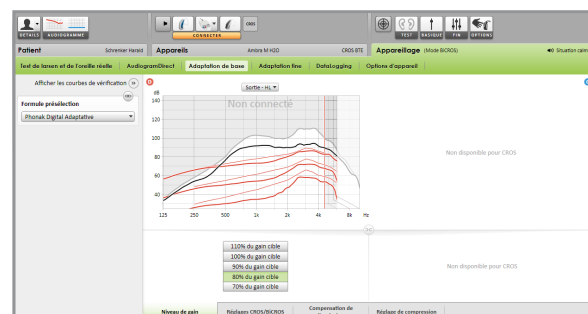 DETAILS AUDIOGRAMME CONNECTER CROS TEST BASIQUE FIN OPTIONS
Patient Schrenker Harald Appareils Ambra M H2O CROS BTE Appareillage (Mode BiCROS) Situation calm
Test de larsen et de l'oreille réelle AudiogramDirect Adaptation de base Adaptation fine DataLogging Options d'appareil
Afficher les courbes de vérification
Formule présélection
Phonak Digital Adaptative
Sortie - HL
dB
Non connecté
140
120
100
80
60
40
125 250 500 1k 2k 4k 8k Hz
Non disponible pour CROS
110% du gain cible
100% du gain cible
90% du gain cible
80% du gain cible
70% du gain cible
Non disponible pour CROS
Niveau de gain Réglages CROS/BiCROS Compensation de Réglage de compression